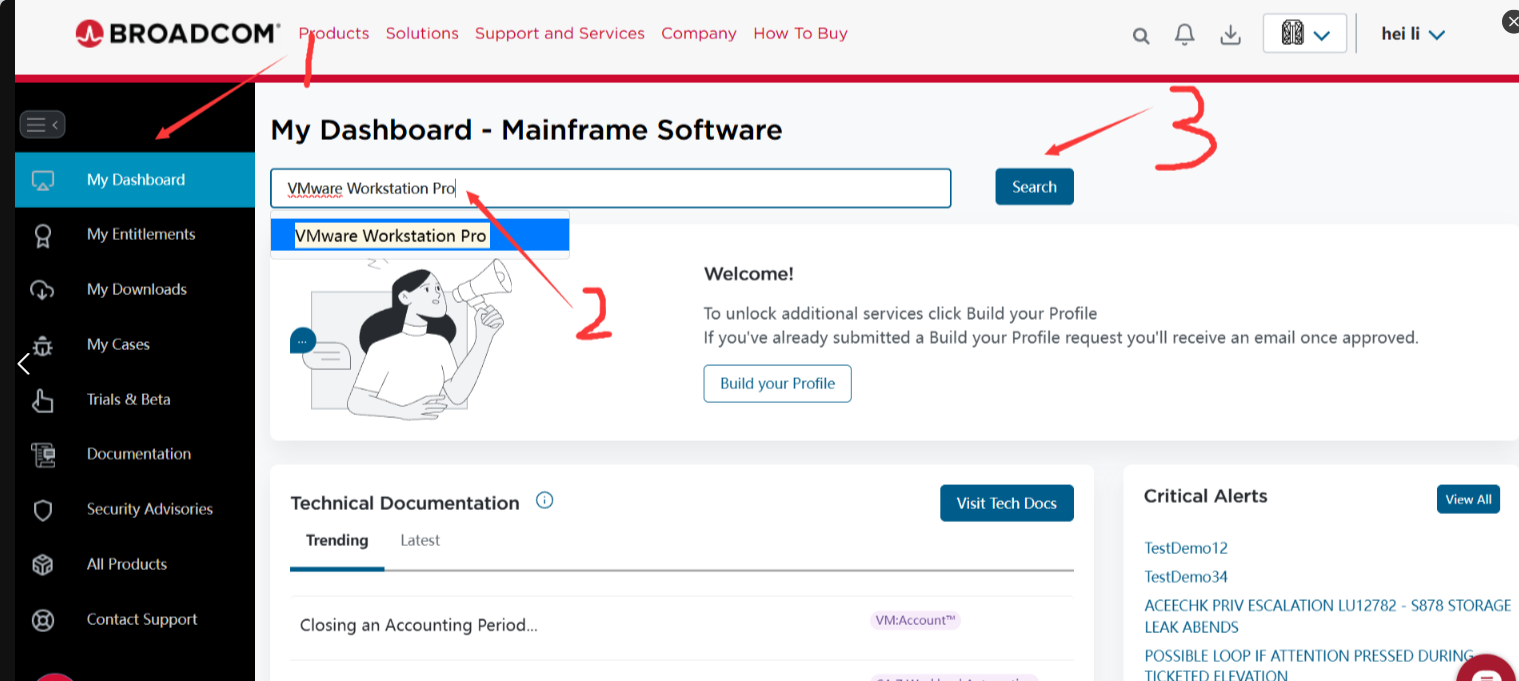 BROADCOM® Products Solutions Support and Services Company How To Buy hei li
1
My Dashboard - Mainframe Software
3
VMware Workstation Pro Search
VMware Workstation Pro
2
My Dashboard
My Entitlements
My Downloads
My Cases
Trials & Beta
Documentation
Security Advisories
All Products
Contact Support
Welcome!
To unlock additional services click Build your Profile
If you've already submitted a Build your Profile request you'll receive an email once approved.
Build your Profile
Technical Documentation Visit Tech Docs
Trending Latest
Closing an Accounting Period... VM:Account™
Critical Alerts View All
TestDemo12
TestDemo34
ACEECHK PRIV ESCALATION LU12782 - S878 STORAGE
LEAK ABENDS
POSSIBLE LOOP IF ATTENTION PRESSED DURING
TICKETED ELEVATION